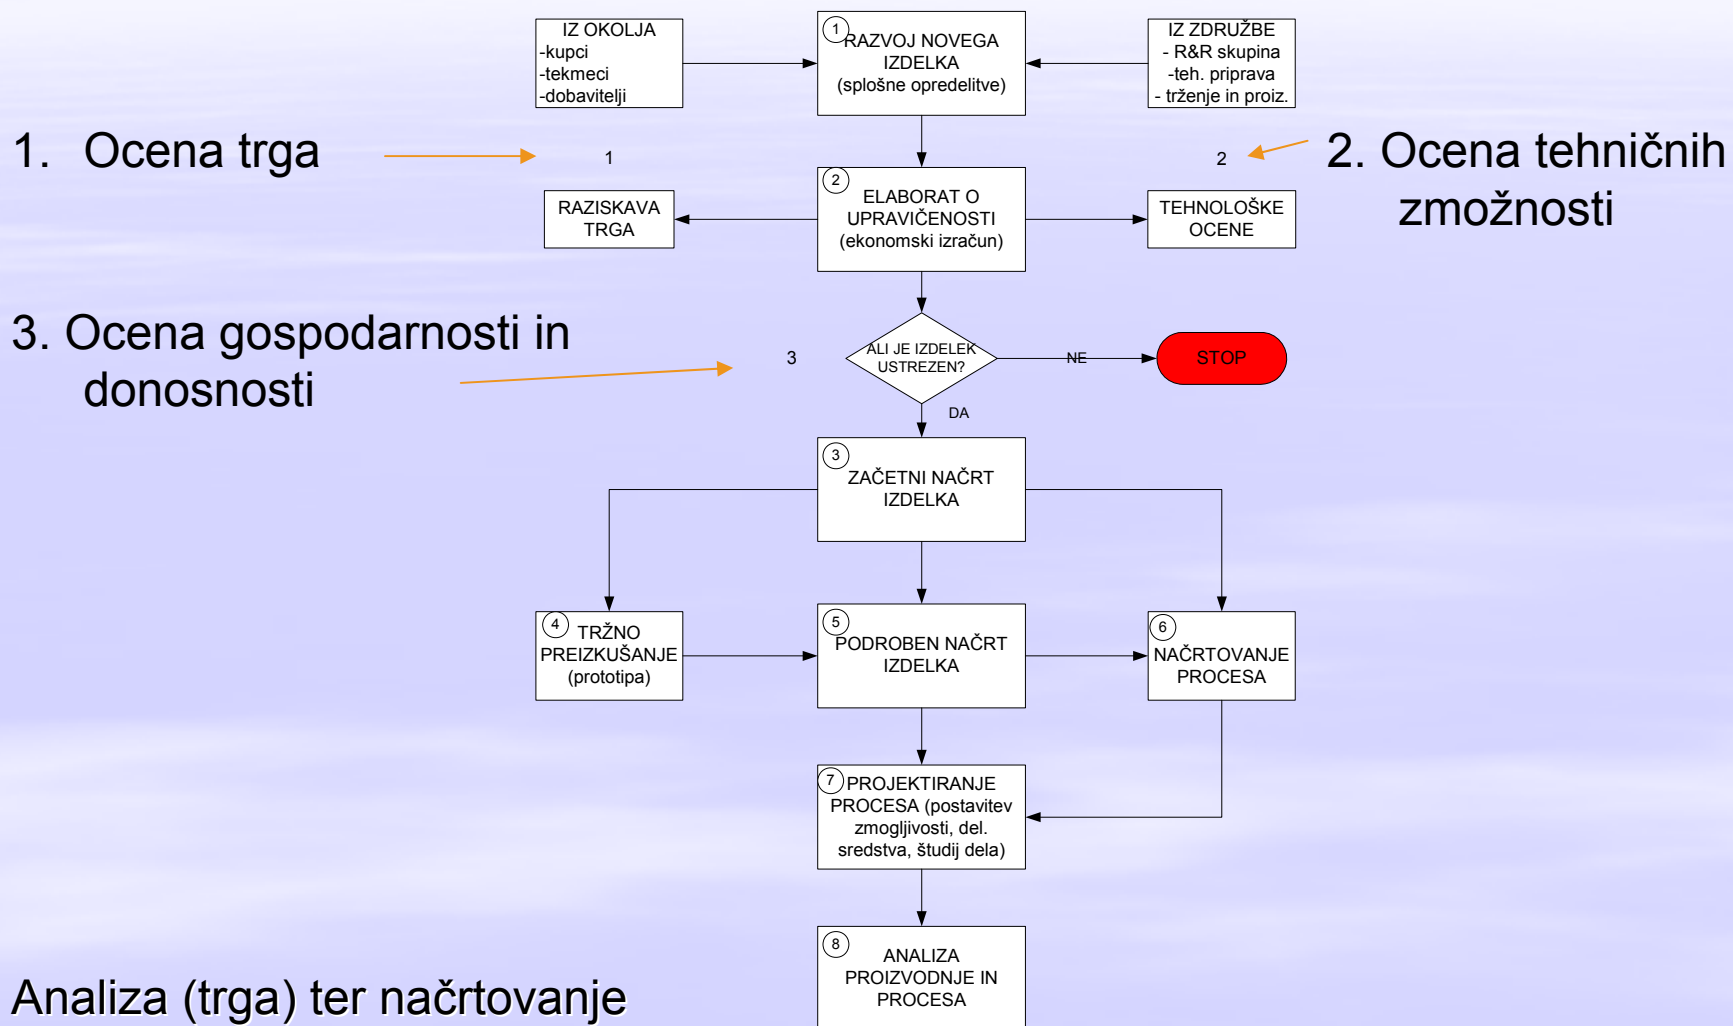 IZ OKOLJA
-kupci
-tekmeci
-dobavitelji
1
RAZVOJ NOVEGA
IZDELKA
(splošne opredelitve)
IZ ZDRUŽBE
- R&R skupina
-teh. priprava
- trženje in proiz.
1. Ocena trga
1
2
2. Ocena tehničnih
zmožnosti
RAZISKAVA
TRGA
2
ELABORAT O
UPRAVIČENOSTI
(ekonomski izračun)
TEHNOLOŠKE
OCENE
3. Ocena gospodarnosti in
donosnosti
3
ALI JE IZDELEK
USTREZEN?
NE
STOP
DA
3
ZAČETNI NAČRT
IZDELKA
4
TRŽNO
PREIZKUŠANJE
(prototipa)
5
PODROBEN NAČRT
IZDELKA
6
NAČRTOVANJE
PROCESA
7
PROJEKTIRANJE
PROCESA (postavitev
zmogljivosti, del.
sredstva, študij dela)
8
ANALIZA
PROIZVODNJE IN
PROCESA
Analiza (trga) ter načrtovanje